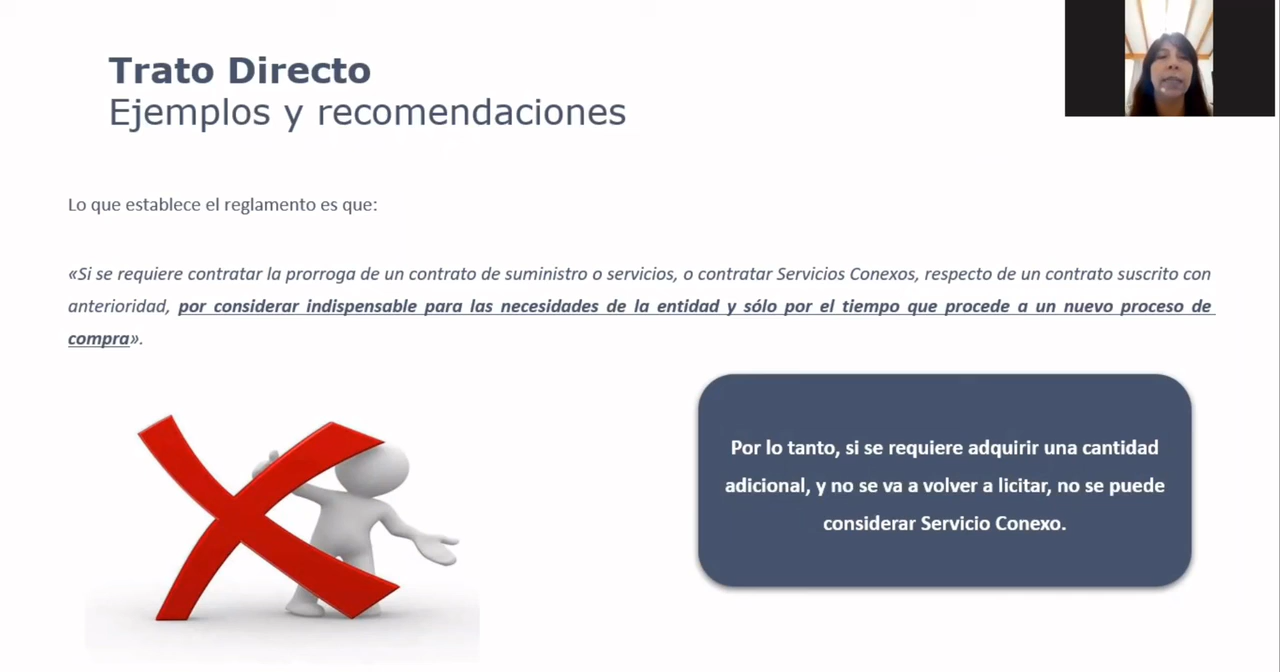 Trato Directo
Ejemplos y recomendaciones
Lo que establece el reglamento es que:
«Si se requiere contratar la prorroga de un contrato de suministro o servicios, o contratar Servicios Conexos, respecto de un contrato suscrito con
anterioridad, por considerar indispensable para las necesidades de la entidad y sólo por el tiempo que procede a un nuevo proceso de
compra».
Por lo tanto, si se requiere adquirir una cantidad
adicional, y no se va a volver a licitar, no se puede
considerar Servicio Conexo.